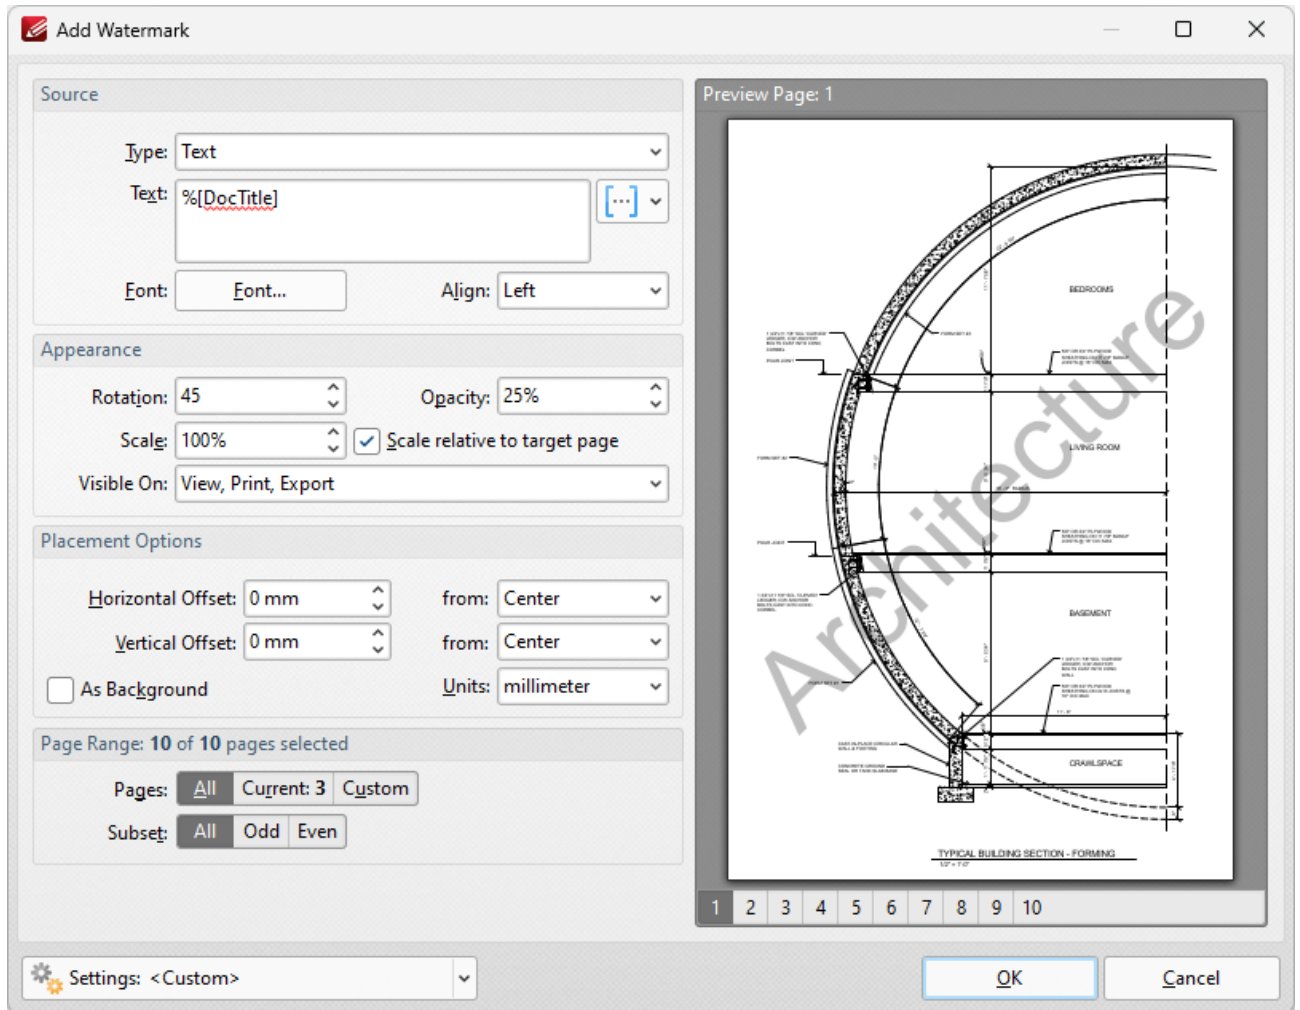 Add Watermark
Source
Type: Text
Text: %[DocTitle]
Font: Font... Align: Left
Appearance
Rotation: 45 Opacity: 25%
Scale: 100% Scale relative to target page
Visible On: View, Print, Export
Placement Options
Horizontal Offset: 0 mm from: Center
Vertical Offset: 0 mm from: Center
As Background Units: millimeter
Page Range: 10 of 10 pages selected
Pages: All Current: 3 Custom
Subset: All Odd Even
Preview Page: 1
BEDROOMS
LIVING ROOM
BASEMENT
CRAWLSPACE
Architecture
TYPICAL BUILDING SECTION - FORMING
1/2" = 1'-0"
1 2 3 4 5 6 7 8 9 10
Settings: <Custom>
OK Cancel